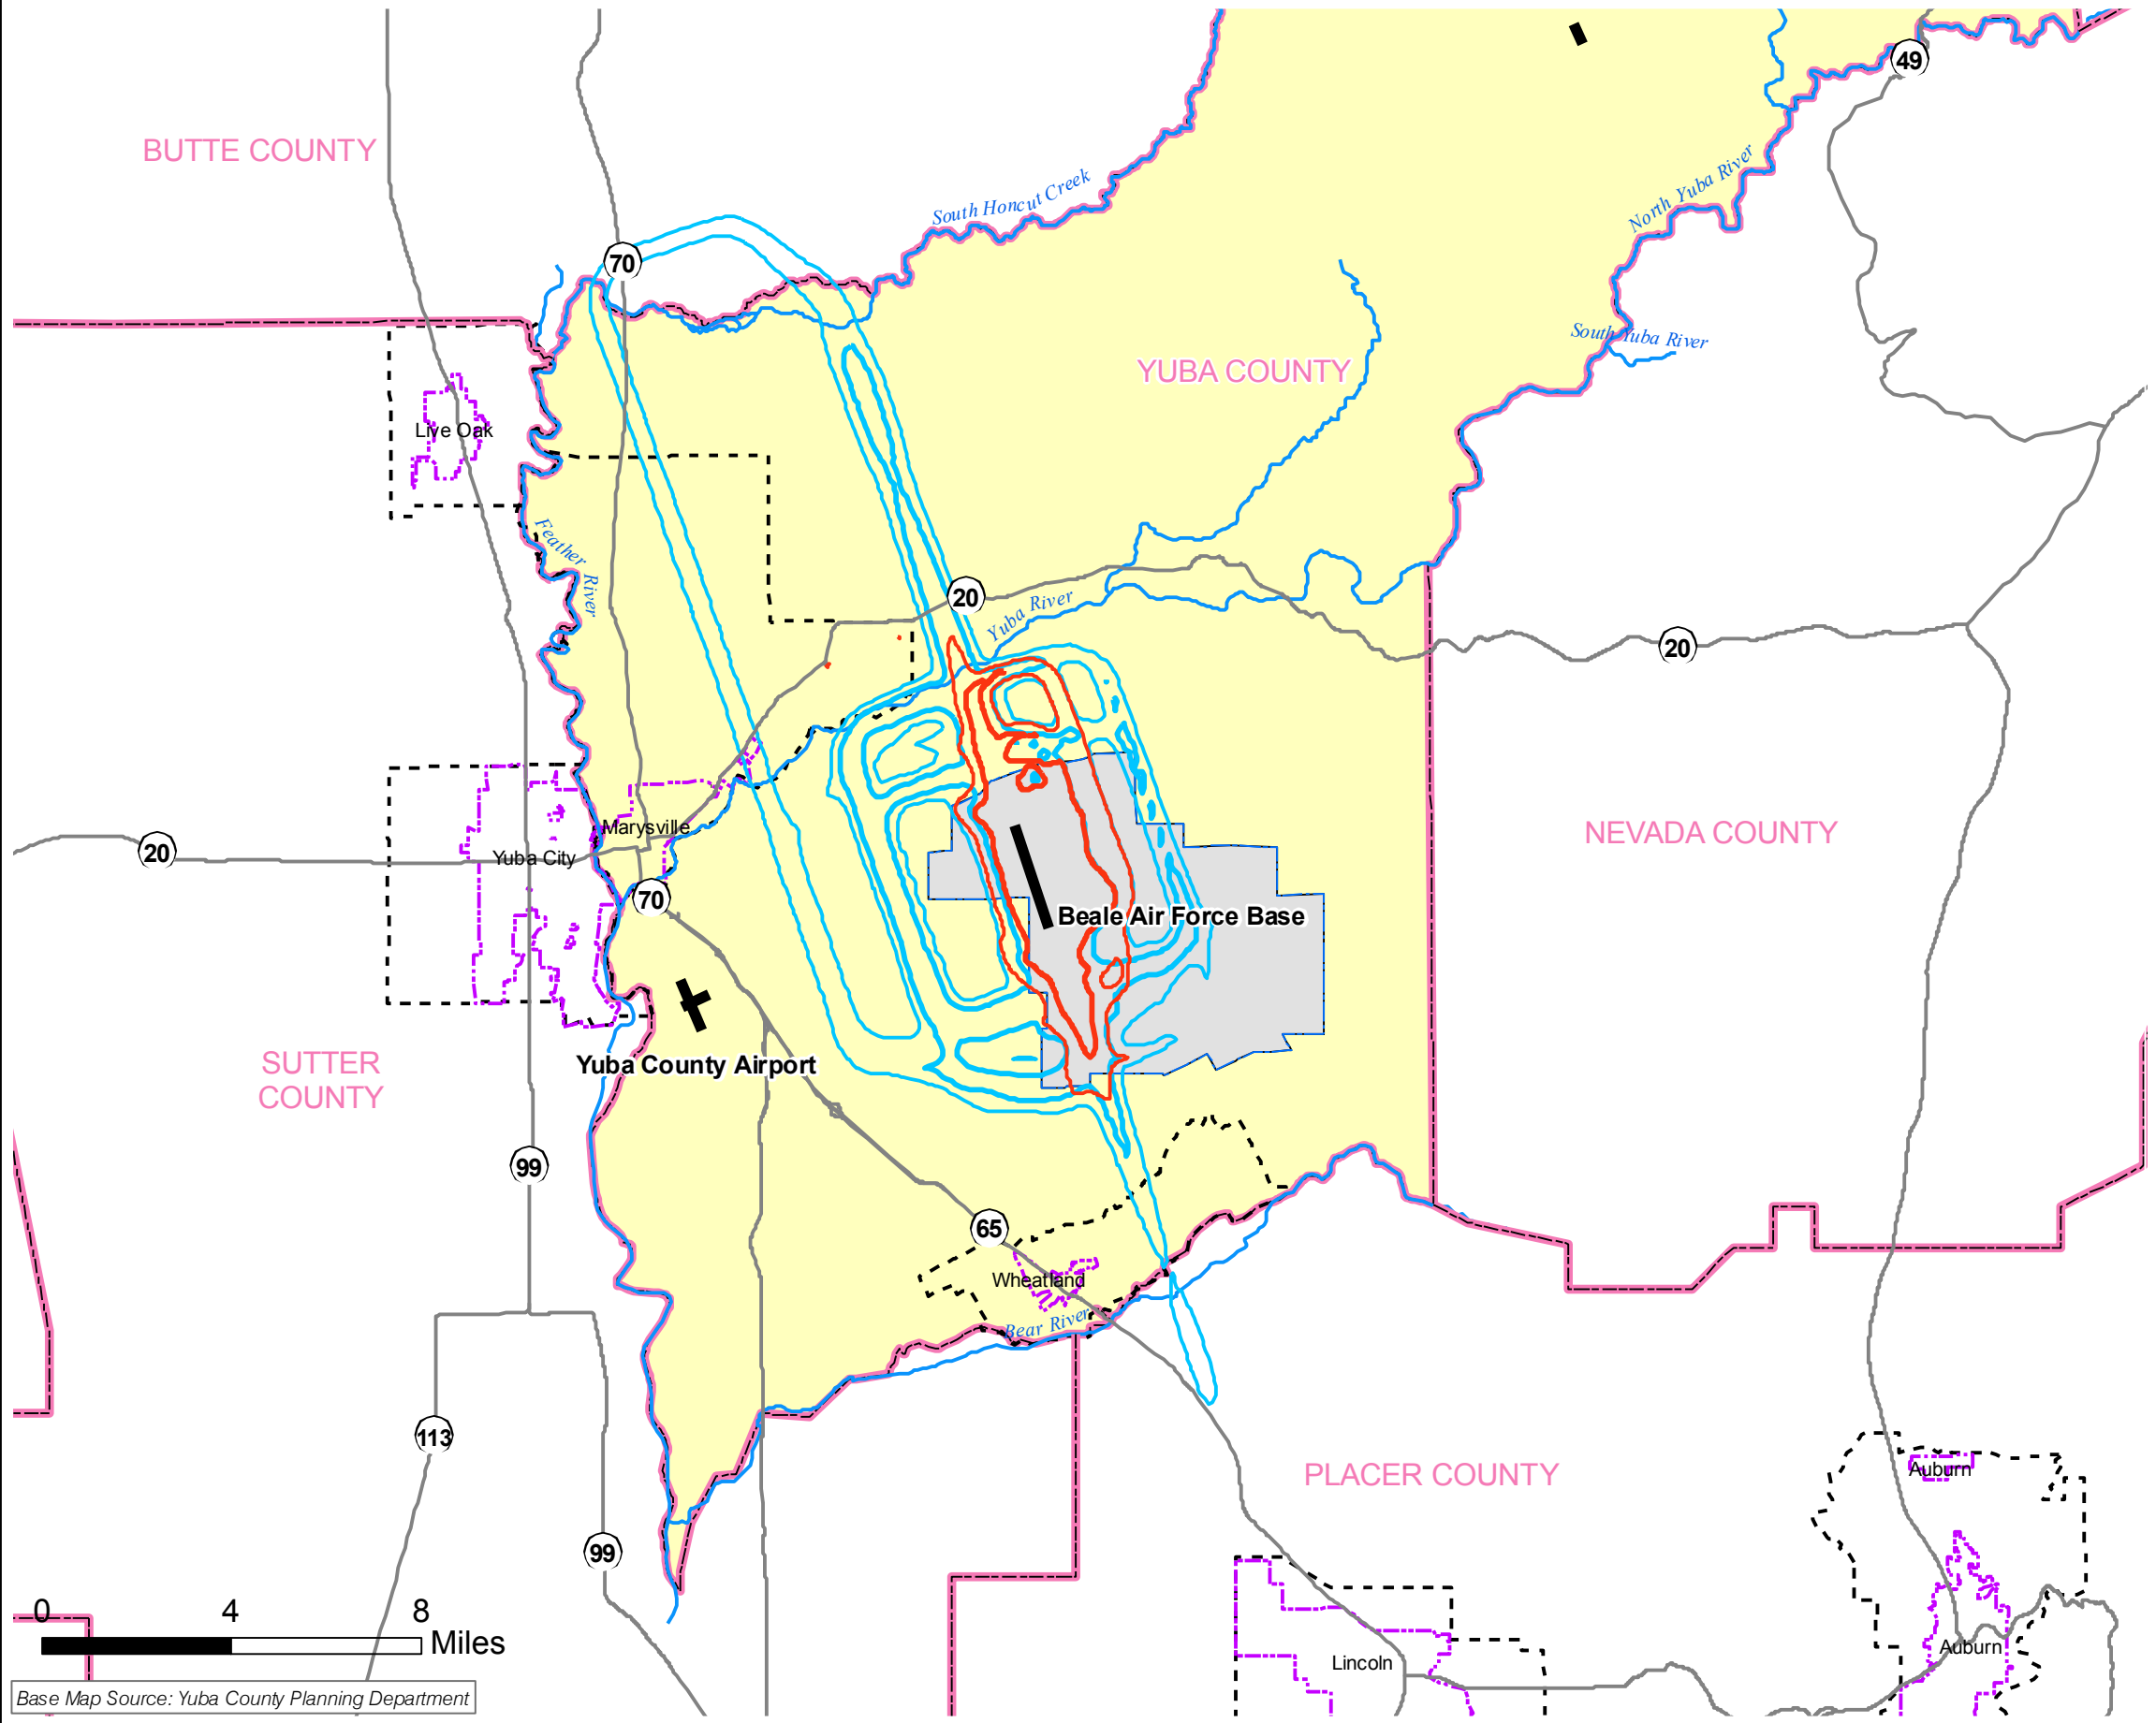 49
BUTTE COUNTY
South Honcut Creek
North Yuba River
70
South Yuba River
YUBA COUNTY
Live Oak
Feather River
20
Yuba River
20
Marysville
NEVADA COUNTY
20
Yuba City
70
Beale Air Force Base
Yuba County Airport
SUTTER
COUNTY
99
65
Wheatland
Bear River
113
PLACER COUNTY
Auburn
99
0 4 8
Miles
Lincoln
Auburn
Base Map Source: Yuba County Planning Department